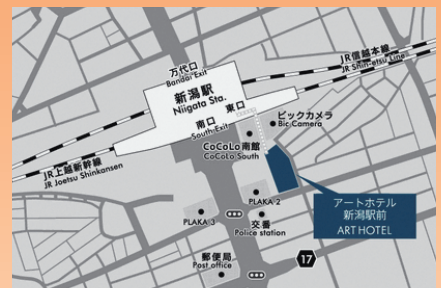 JR信越本線
JR Shin-etsu Line
万代口
Bandai Exit
新潟駅
Niigata Sta.
東口
南口
South Exit
ビックカメラ
Bic Camera
CoCoLo南館
CoCoLo South
JR上越新幹線
JR Joetsu Shinkansen
アートホテル
新潟駅前
ART HOTEL
PLAKA 2
PLAKA 3
交番
Police station
郵便局
Post office
17